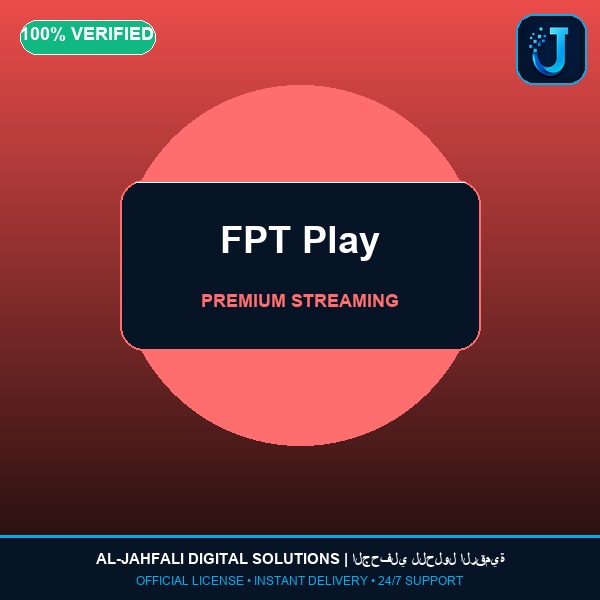 100% VERIFIED
FPT Play
PREMIUM STREAMING
AL-JAHFALI DIGITAL SOLUTIONS | الجحفلي للحلول الرقمية
OFFICIAL LICENSE • INSTANT DELIVERY • 24/7 SUPPORT